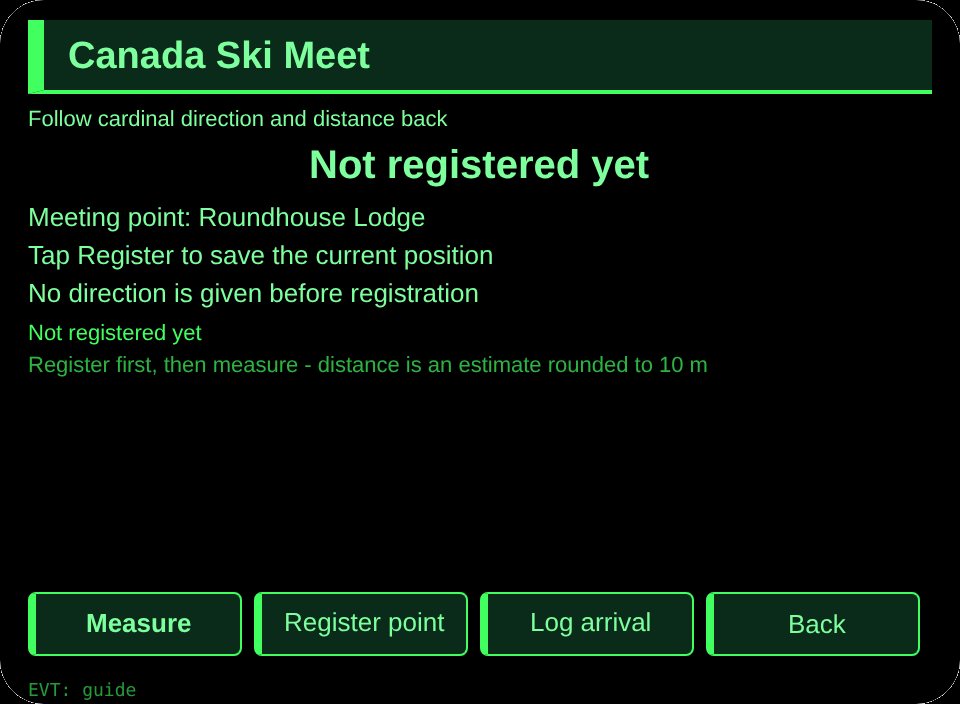 Canada Ski Meet
Follow cardinal direction and distance back
Not registered yet
Meeting point: Roundhouse Lodge
Tap Register to save the current position
No direction is given before registration
Not registered yet
Register first, then measure - distance is an estimate rounded to 10 m
Measure
Register point
Log arrival
Back
EVT: guide